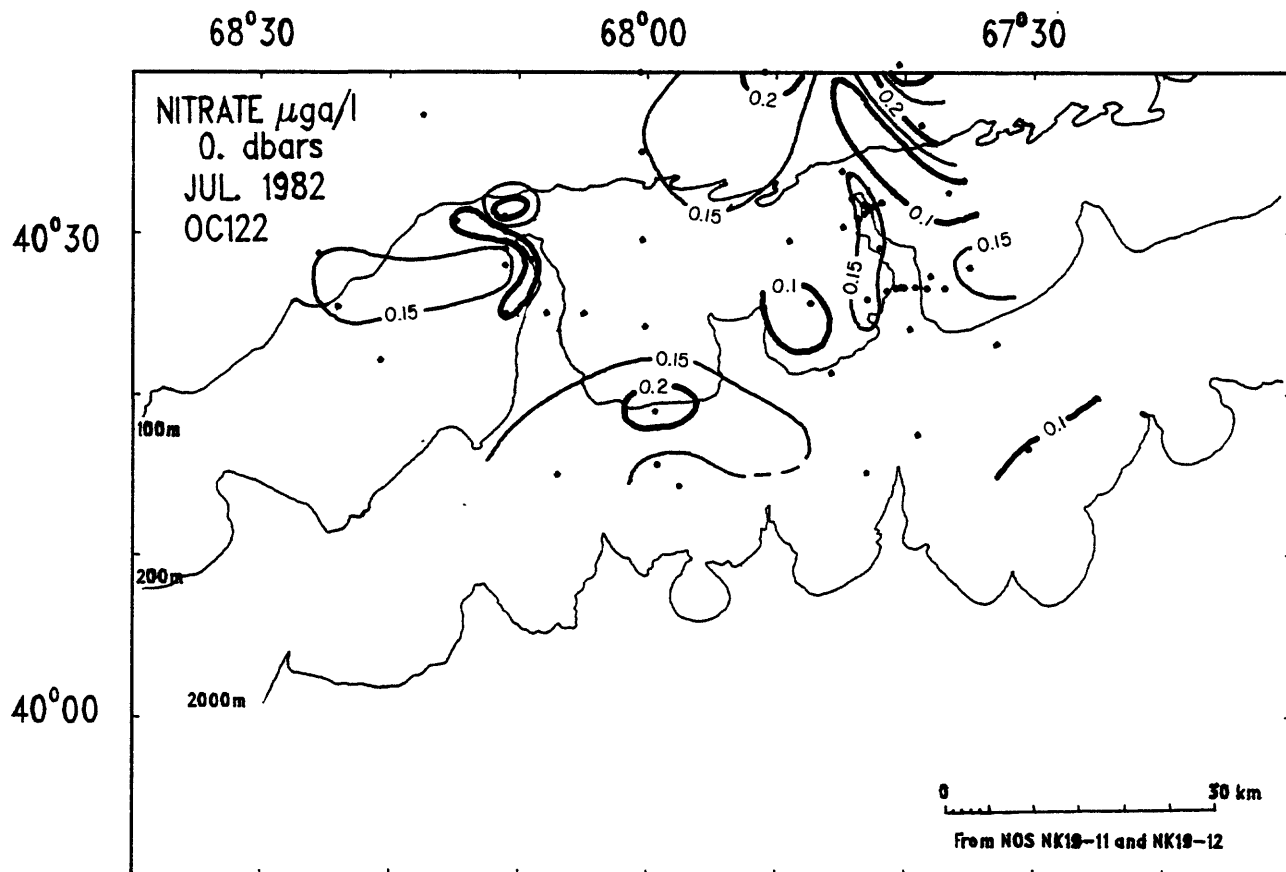 68°30 68°00 67°30
NITRATE μga/l
0. dbars
JUL. 1982
OC122
0.2
0.2
0.15
0.1
40°30
0.15
0.15
0.1
0.15
0.15
0.2
0.1
100m
200m
2000m
40°00
0 30 km
From NOS NK19-11 and NK19-12